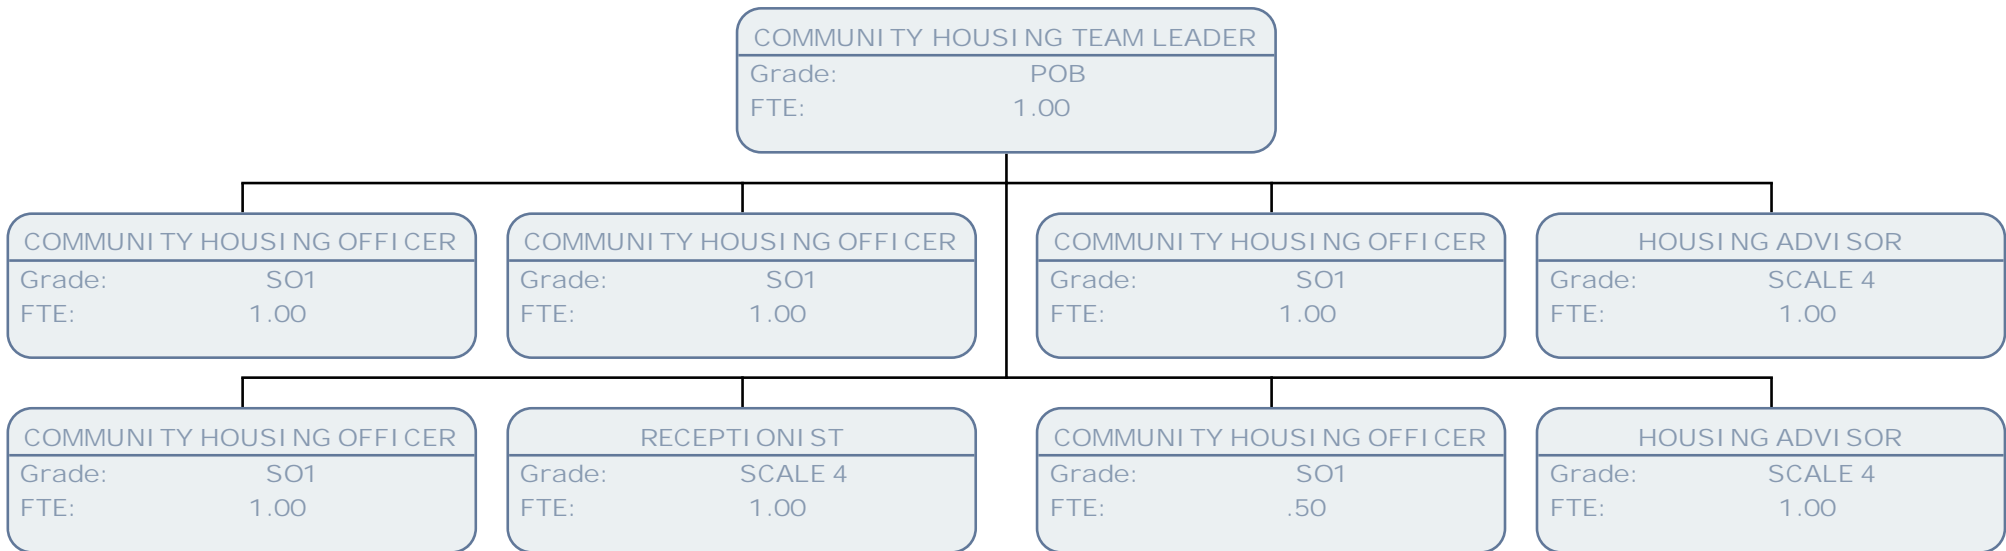 COMMUNITY HOUSING TEAM LEADER
Grade: POB
FTE: 1.00
COMMUNITY HOUSING OFFICER
Grade: SO1
FTE: 1.00
COMMUNITY HOUSING OFFICER
Grade: SO1
FTE: 1.00
COMMUNITY HOUSING OFFICER
Grade: SO1
FTE: 1.00
HOUSING ADVISOR
Grade: SCALE 4
FTE: 1.00
COMMUNITY HOUSING OFFICER
Grade: SO1
FTE: 1.00
RECEPTIONIST
Grade: SCALE 4
FTE: 1.00
COMMUNITY HOUSING OFFICER
Grade: SO1
FTE: .50
HOUSING ADVISOR
Grade: SCALE 4
FTE: 1.00